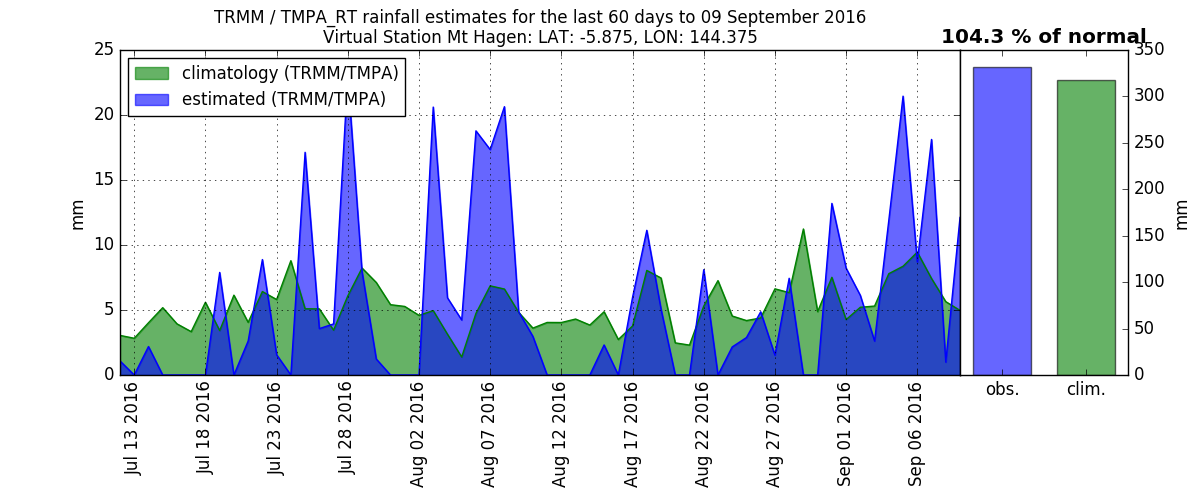 TRMM / TMPA_RT rainfall estimates for the last 60 days to 09 September 2016
Virtual Station Mt Hagen: LAT: -5.875, LON: 144.375
104.3 % of normal
climatology (TRMM/TMPA)
estimated (TRMM/TMPA)
25
20
15
10
5
0
mm
Jul 13 2016
Jul 18 2016
Jul 23 2016
Jul 28 2016
Aug 02 2016
Aug 07 2016
Aug 12 2016
Aug 17 2016
Aug 22 2016
Aug 27 2016
Sep 01 2016
Sep 06 2016
obs.
clim.
350
300
250
200
150
100
50
0
mm